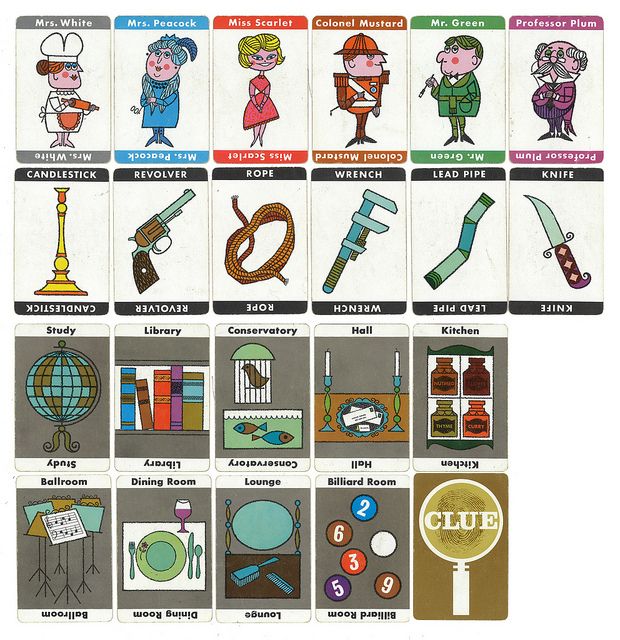 Mrs. White
Mrs. Peacock
Miss Scarlet
Colonel Mustard
Mr. Green
Professor Plum
Mrs. White
Mrs. Peacock
Miss Scarlet
Colonel Mustard
Mr. Green
Professor Plum
CANDLESTICK
REVOLVER
ROPE
WRENCH
LEAD PIPE
KNIFE
CANDLESTICK
REVOLVER
ROPE
WRENCH
LEAD PIPE
KNIFE
Study
Library
Conservatory
Hall
Kitchen
NUTMEG
THYME
CURRY
Study
Library
Conservatory
Hall
Kitchen
Ballroom
Dining Room
Lounge
Billiard Room
2
6
3
5
9
CLUE
Ballroom
Dining Room
Lounge
Billiard Room